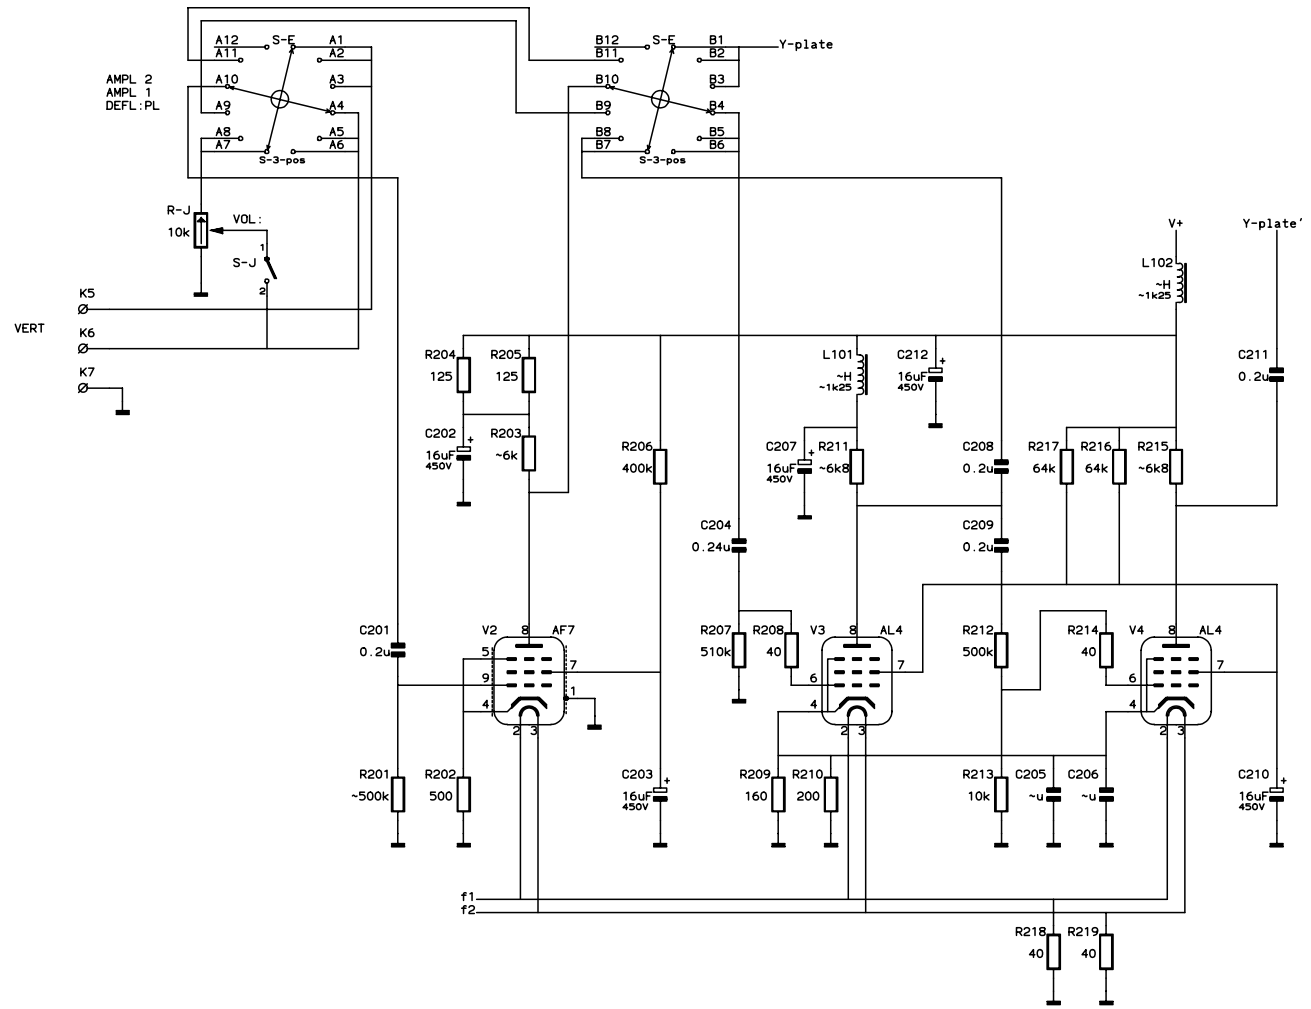 A12 S-E A1
A11 A2
A10 A3
A9 A4
A8 A5
A7 A6
S-3-pos
AMPL 2
AMPL 1
DEFL:PL
B12 S-E B1
B11 B2
B10 B3
B9 B4
B8 B5
B7 B6
S-3-pos
Y-plate
R-J
10k
VOL:
1
S-J
2
K5
VERT
K6
K7
V+
Y-plate'
L102
~H
~1k25
R204
125
R205
125
L101
~H
~1k25
C212
+
16uF
450V
C211
0.2u
C202
+
16uF
450V
R203
~6k
R206
400k
C207
+
16uF
450V
R211
~6k8
C208
0.2u
R217
64k
R216
64k
R215
~6k8
C204
0.24u
C209
0.2u
C201
0.2u
V2 8 AF7
5
7
9
1
4
2 3
R207
510k
R208
40
V3 8 AL4
7
6
4
2 3
R212
500k
R214
40
V4 8 AL4
7
6
4
2 3
R201
~500k
R202
500
C203
+
16uF
450V
R209
160
R210
200
R213
10k
C205
~u
C206
~u
C210
+
16uF
450V
f1
f2
R218
40
R219
40